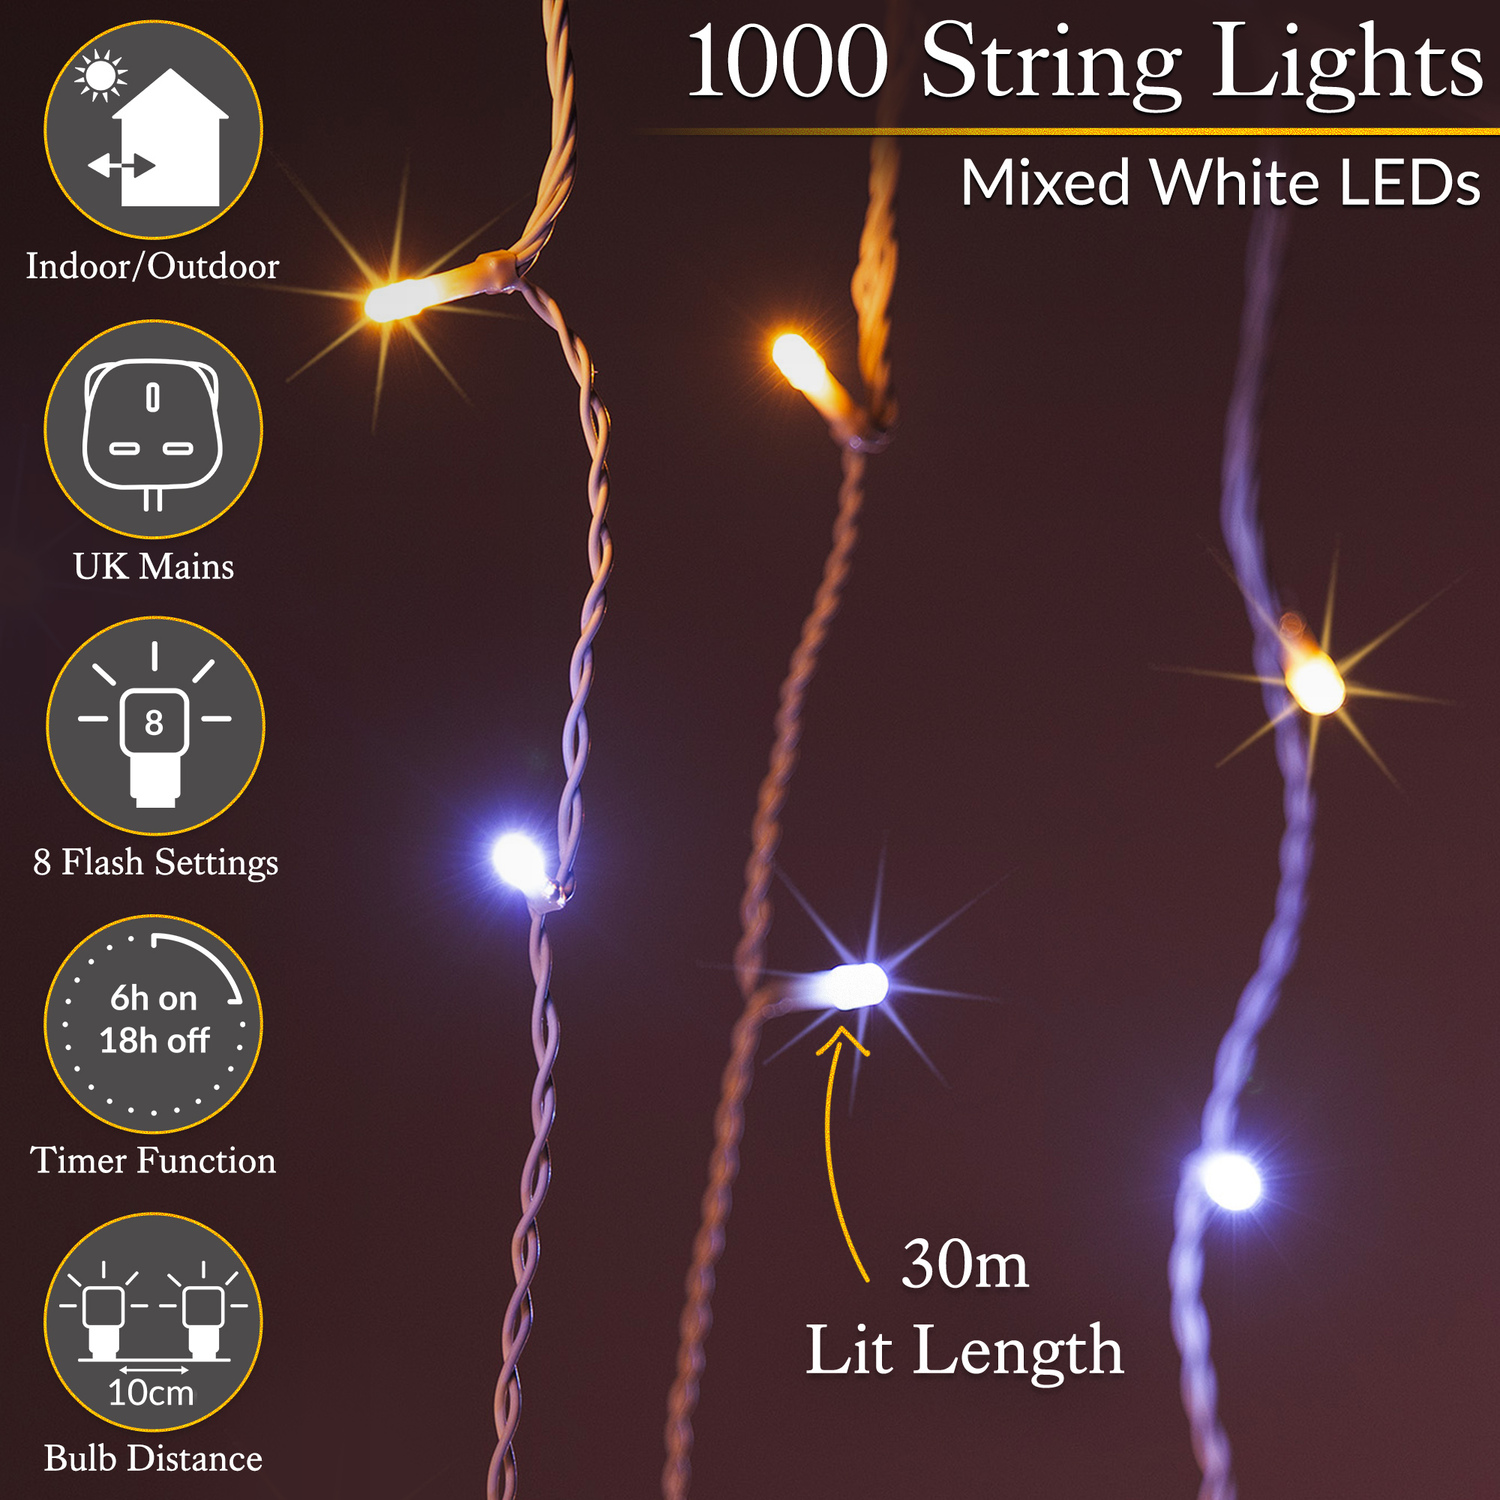 1000 String Lights
Mixed White LEDs
Indoor/Outdoor
UK Mains
8
8 Flash Settings
6h on
18h off
Timer Function
10cm
Bulb Distance
30m
Lit Length